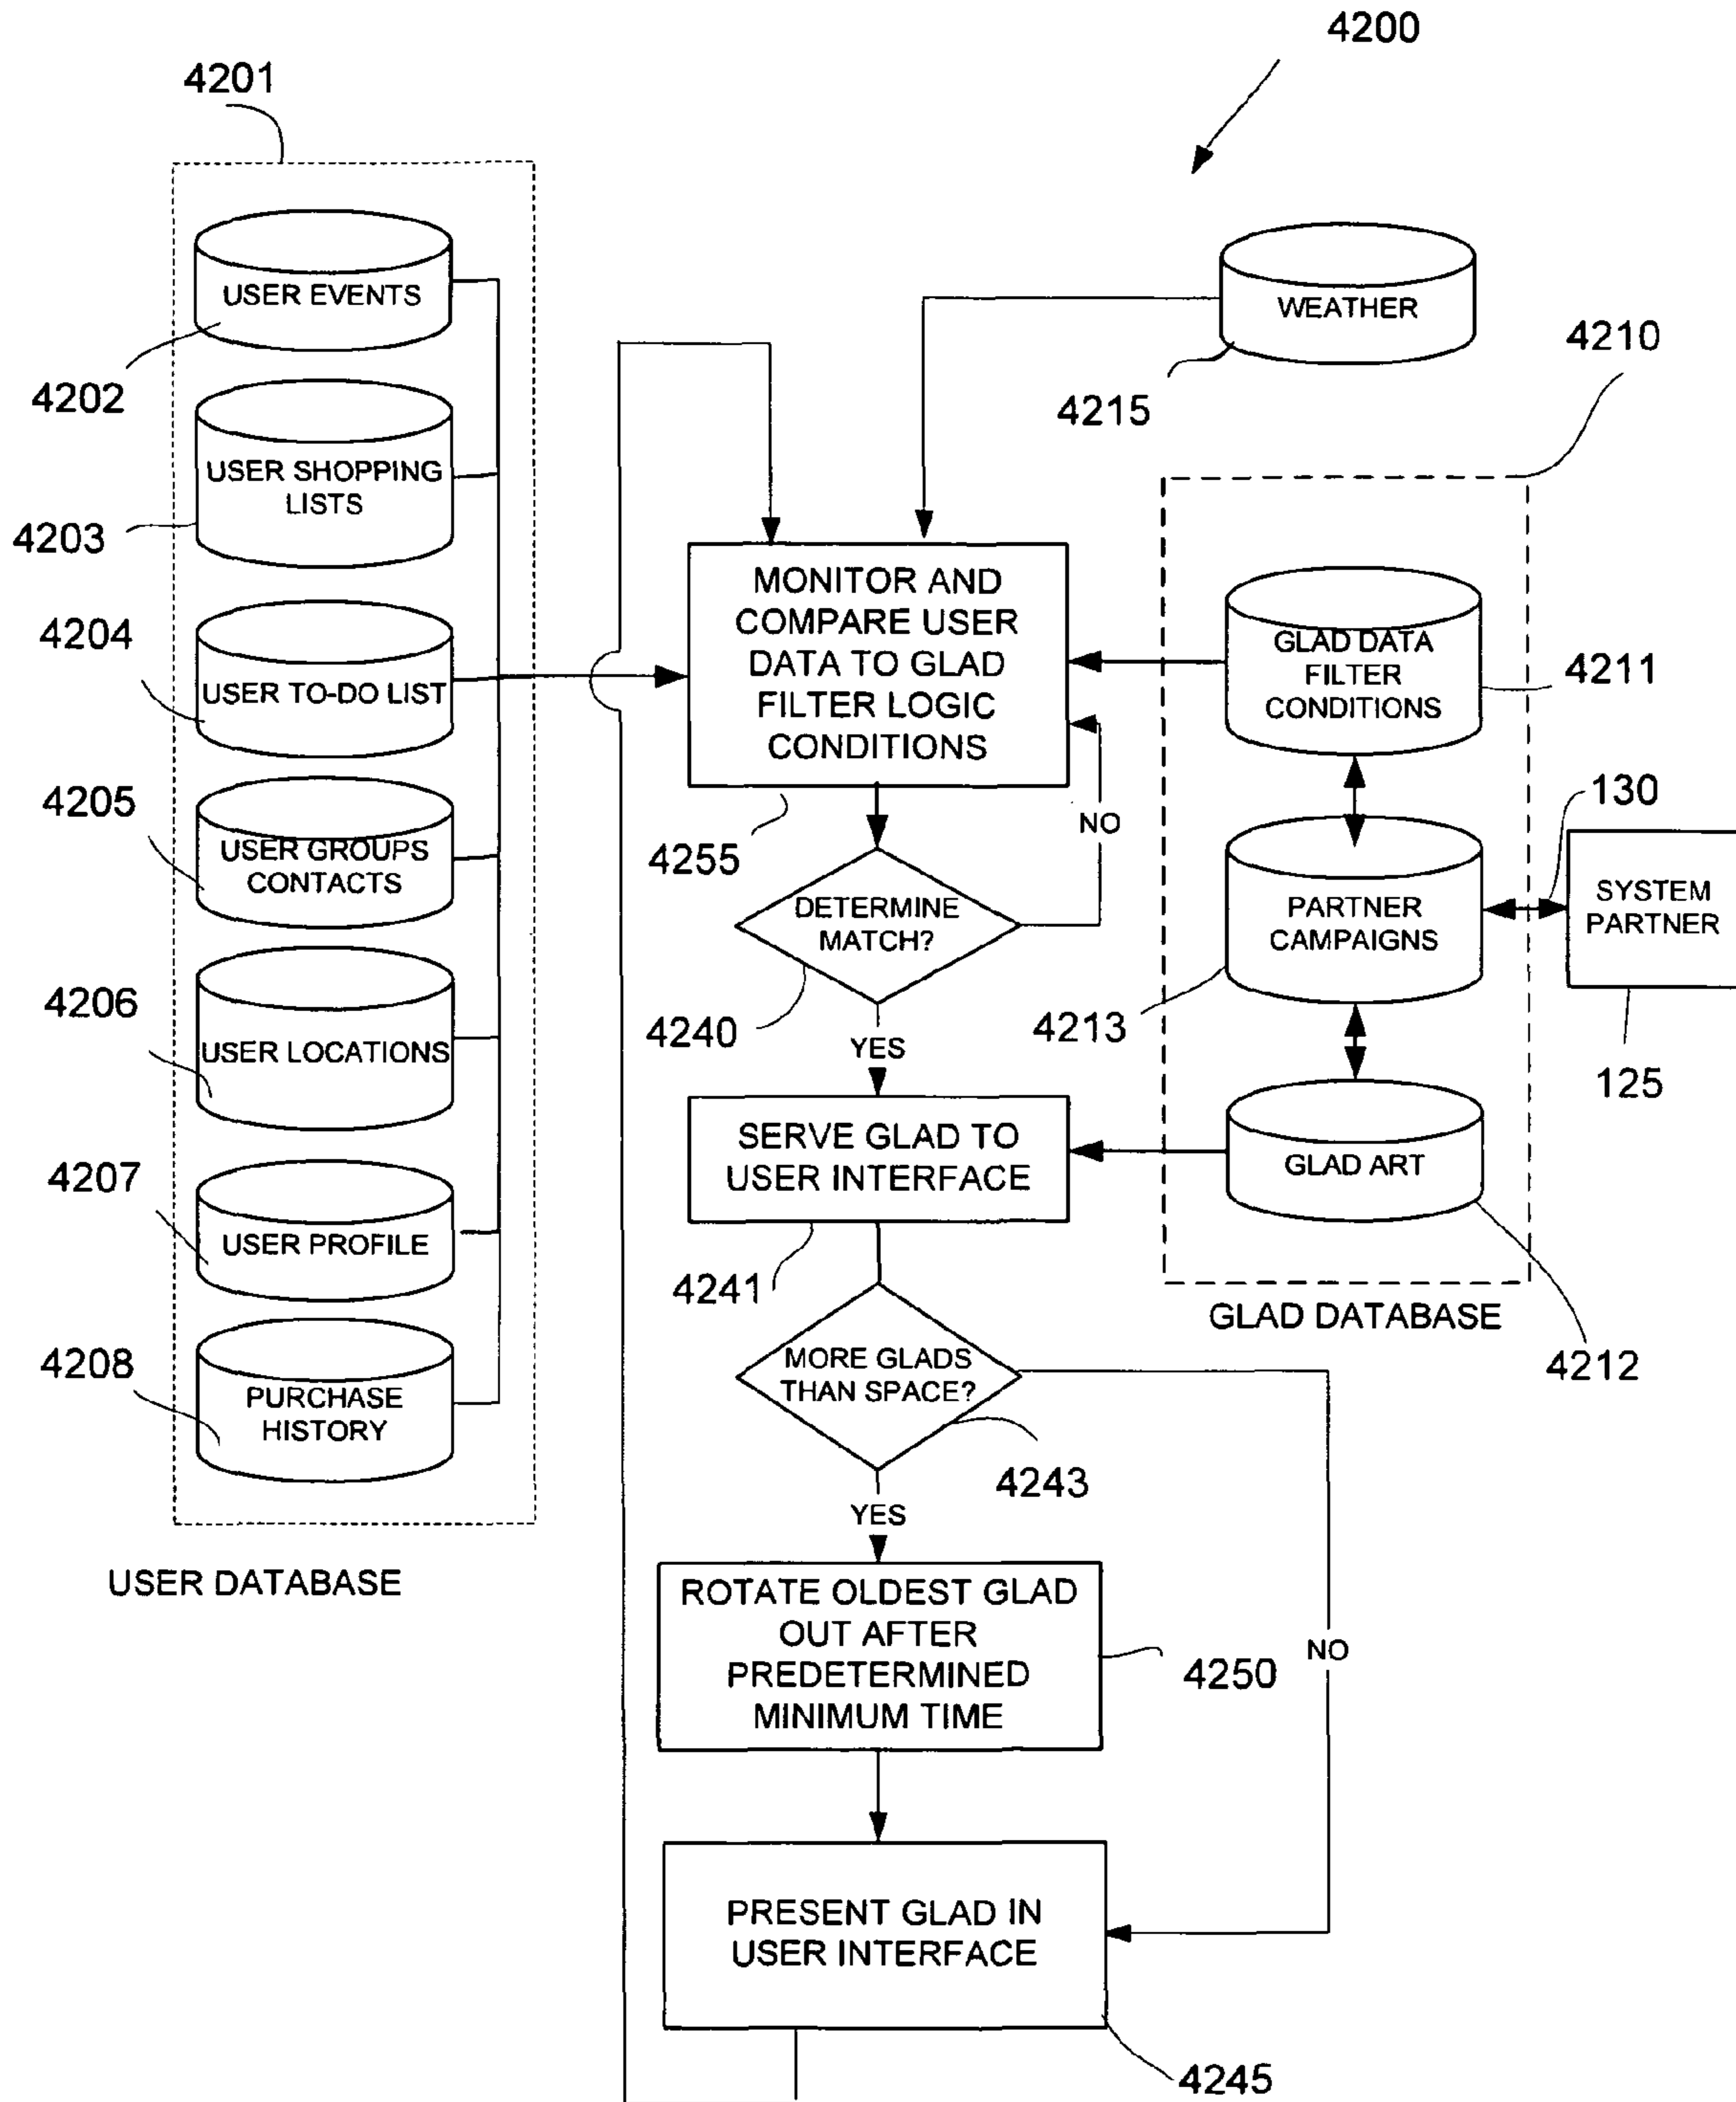 4200
4201
USER EVENTS
4202
USER SHOPPING
LISTS
4203
USER TO-DO LIST
4204
USER GROUPS
CONTACTS
4205
USER LOCATIONS
4206
USER PROFILE
4207
PURCHASE
HISTORY
4208
USER DATABASE
WEATHER
4215
4210
MONITOR AND
COMPARE USER
DATA TO GLAD
FILTER LOGIC
CONDITIONS
4255
GLAD DATA
FILTER
CONDITIONS
4211
NO
DETERMINE
MATCH?
4240
YES
PARTNER
CAMPAIGNS
4213
130
SYSTEM
PARTNER
125
SERVE GLAD TO
USER INTERFACE
4241
GLAD ART
4212
GLAD DATABASE
MORE GLADS
THAN SPACE?
4243
YES
NO
ROTATE OLDEST GLAD
OUT AFTER
PREDETERMINED
MINIMUM TIME
4250
PRESENT GLAD IN
USER INTERFACE
4245